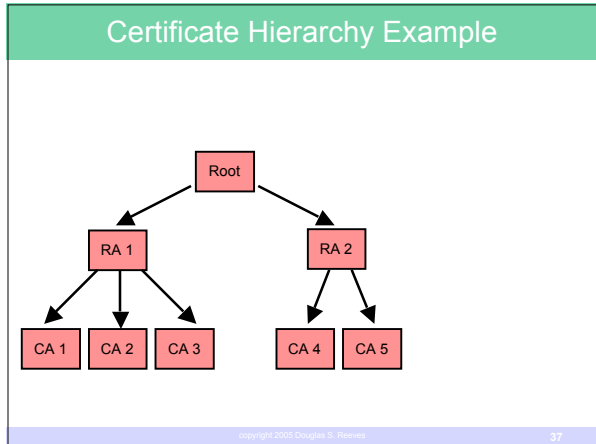 Certificate Hierarchy Example
Root
RA 1
RA 2
CA 1
CA 2
CA 3
CA 4
CA 5
copyright 2005 Douglas S. Reeves
37